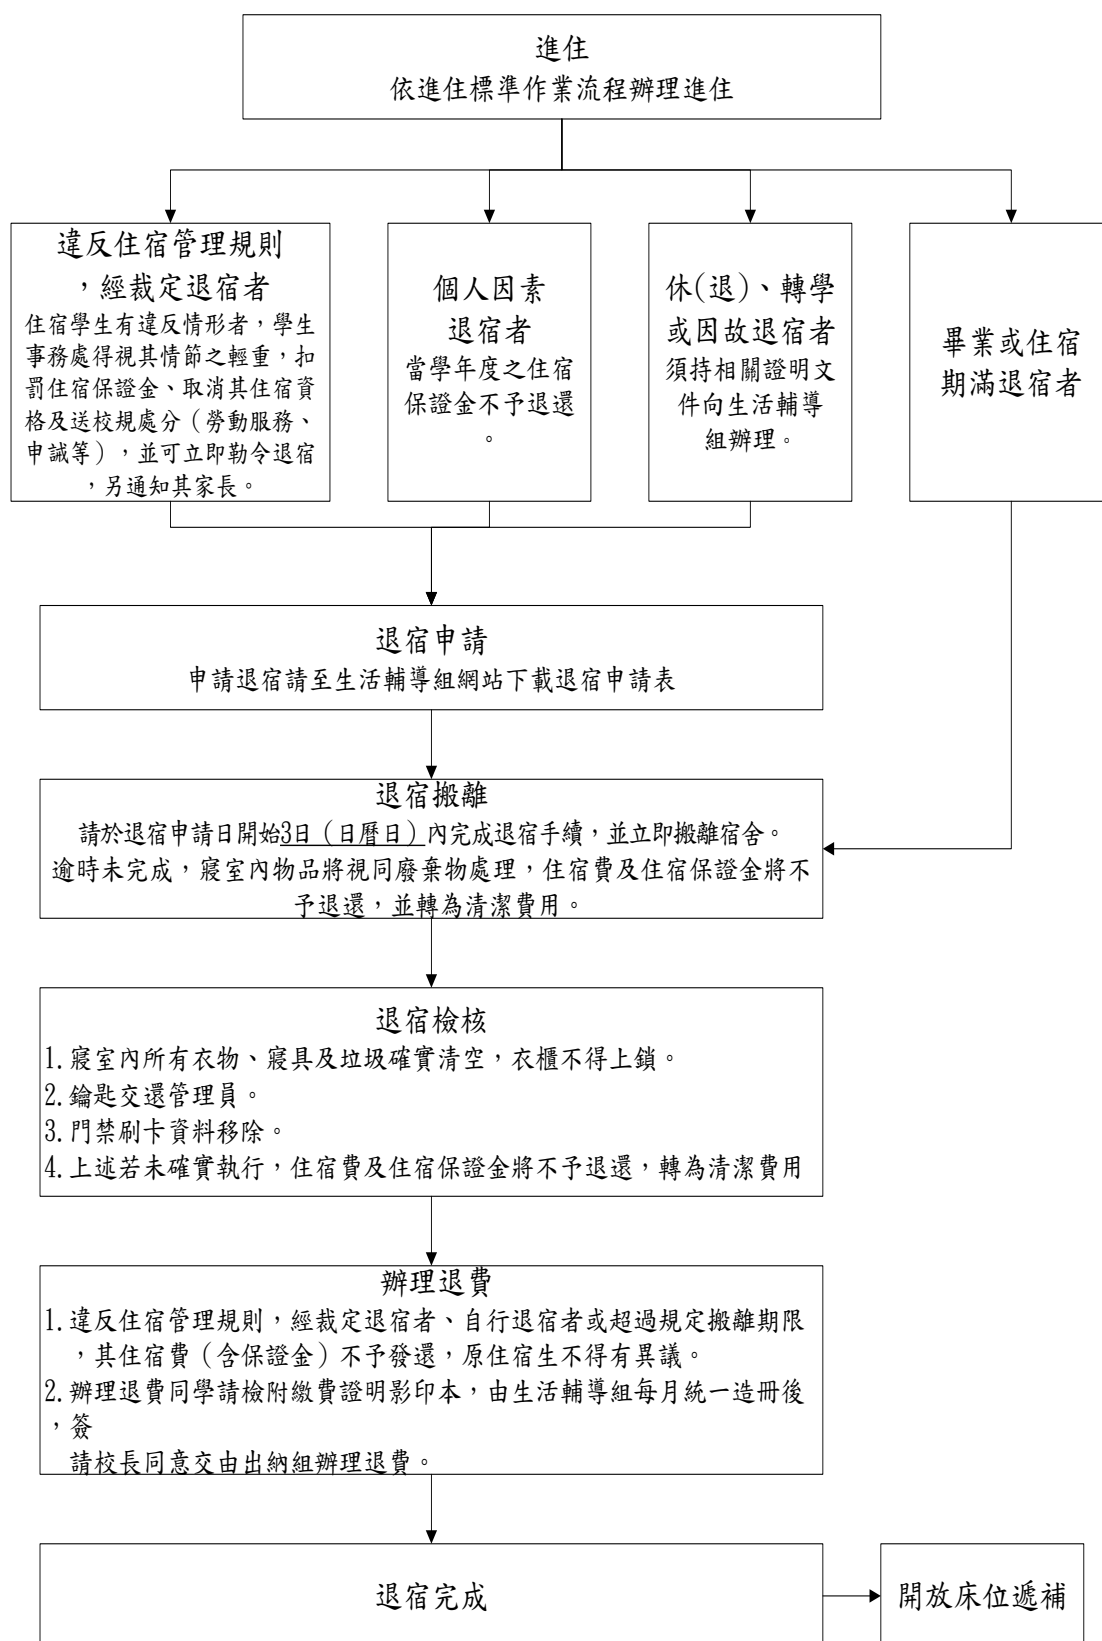 進住
依進住標準作業流程辦理進住
違反住宿管理規則
，經裁定退宿者
住宿學生有違反情形者，學生
事務處得視其情節之輕重，扣
罰住宿保證金、取消其住宿資
格及送校規處分（勞動服務、
申誡等），並可立即勒令退宿
，另通知其家長。
個人因素
退宿者
當學年度之住宿
保證金不予退還
。
休(退)、轉學
或因故退宿者
須持相關證明文
件向生活輔導
組辦理。
畢業或住宿
期滿退宿者
退宿申請
申請退宿請至生活輔導組網站下載退宿申請表
退宿搬離
請於退宿申請日開始3日（日曆日）內完成退宿手續，並立即搬離宿舍。
逾時未完成，寢室內物品將視同廢棄物處理，住宿費及住宿保證金將不
予退還，並轉為清潔費用。
退宿檢核
1.寢室內所有衣物、寢具及垃圾確實清空，衣櫃不得上鎖。
2.鑰匙交還管理員。
3.門禁刷卡資料移除。
4.上述若未確實執行，住宿費及住宿保證金將不予退還，轉為清潔費用
辦理退費
1.違反住宿管理規則，經裁定退宿者、自行退宿者或超過規定搬離期限
，其住宿費（含保證金）不予發還，原住宿生不得有異議。
2.辦理退費同學請檢附繳費證明影印本，由生活輔導組每月統一造冊後
，簽
請校長同意交由出納組辦理退費。
退宿完成
開放床位遞補